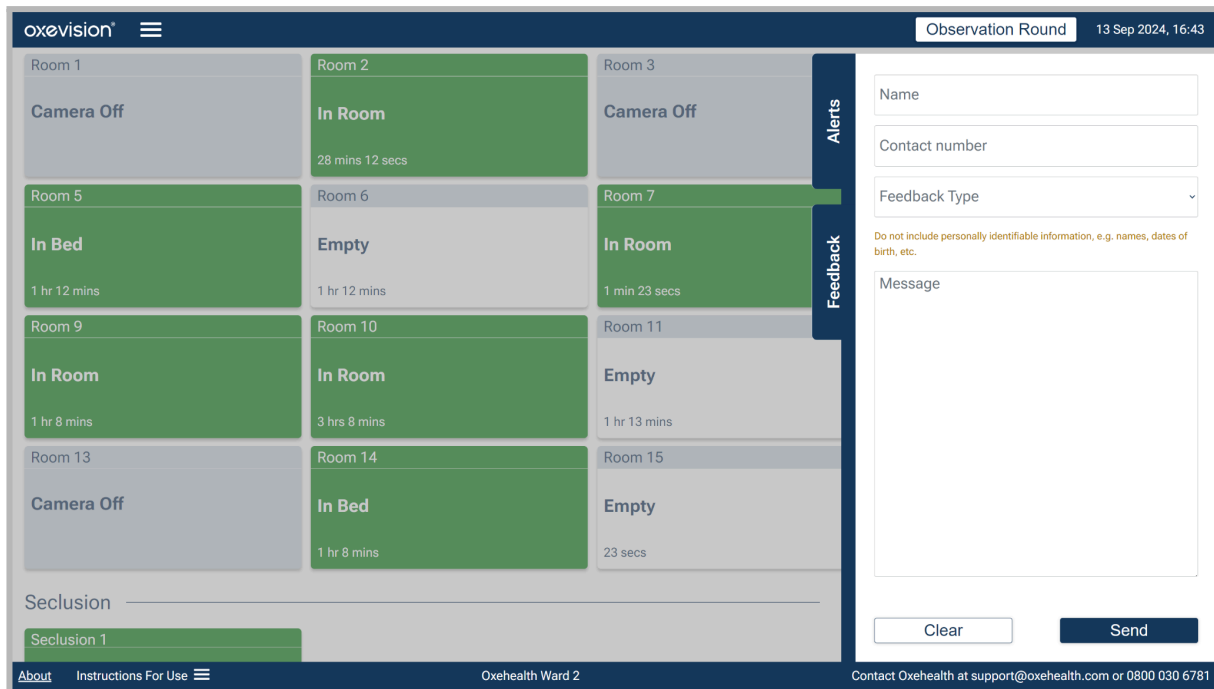 oxevision®
Observation Round
13 Sep 2024, 16:43
Room 1
Camera Off
Room 2
In Room
28 mins 12 secs
Room 3
Camera Off
Room 5
In Bed
1 hr 12 mins
Room 6
Empty
1 hr 12 mins
Room 7
In Room
1 min 23 secs
Room 9
In Room
1 hr 8 mins
Room 10
In Room
3 hrs 8 mins
Room 11
Empty
1 hr 13 mins
Room 13
Camera Off
Room 14
In Bed
1 hr 8 mins
Room 15
Empty
23 secs
Seclusion
Seclusion 1
Alerts
Feedback
Name
Contact number
Feedback Type
Do not include personally identifiable information, e.g. names, dates of
birth, etc.
Message
Clear
Send
About
Instructions For Use
Oxehealth Ward 2
Contact Oxehealth at support@oxehealth.com or 0800 030 6781